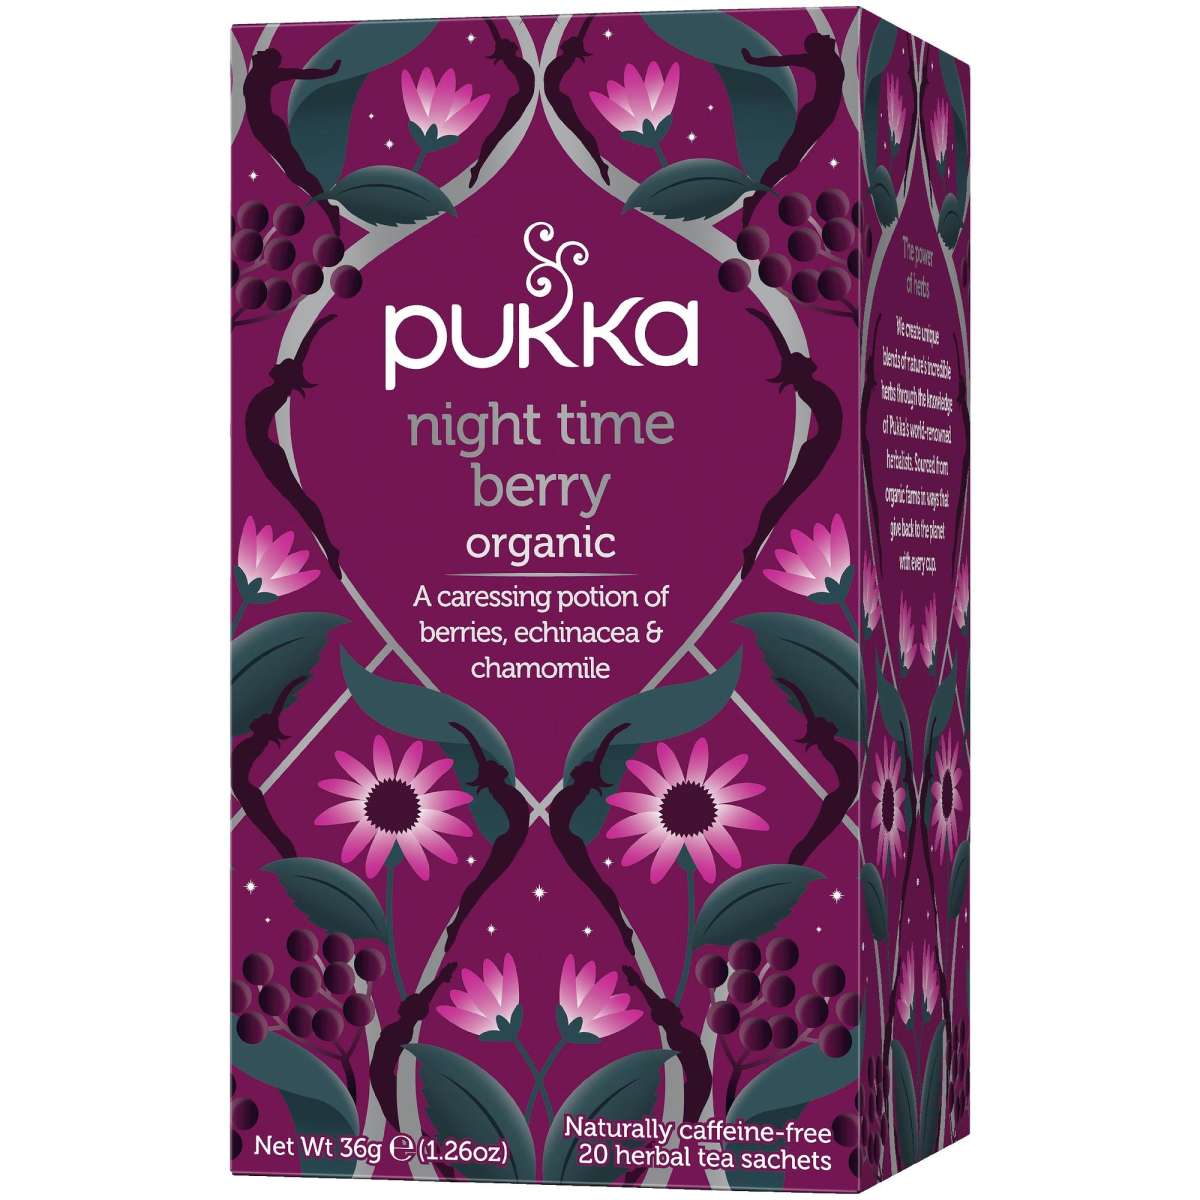 pukka
night time
berry
organic
A caressing potion of
berries, echinacea &
chamomile
Net Wt 36g ℮ (1.26oz)
Naturally caffeine-free
20 herbal tea sachets
The power
of herbs
We create unique
blends of nature's incredible
herbs through the knowledge
of Pukka's world-renowned
herbalists. Sourced from
organic farms in ways that
give back to the planet
with every cup.